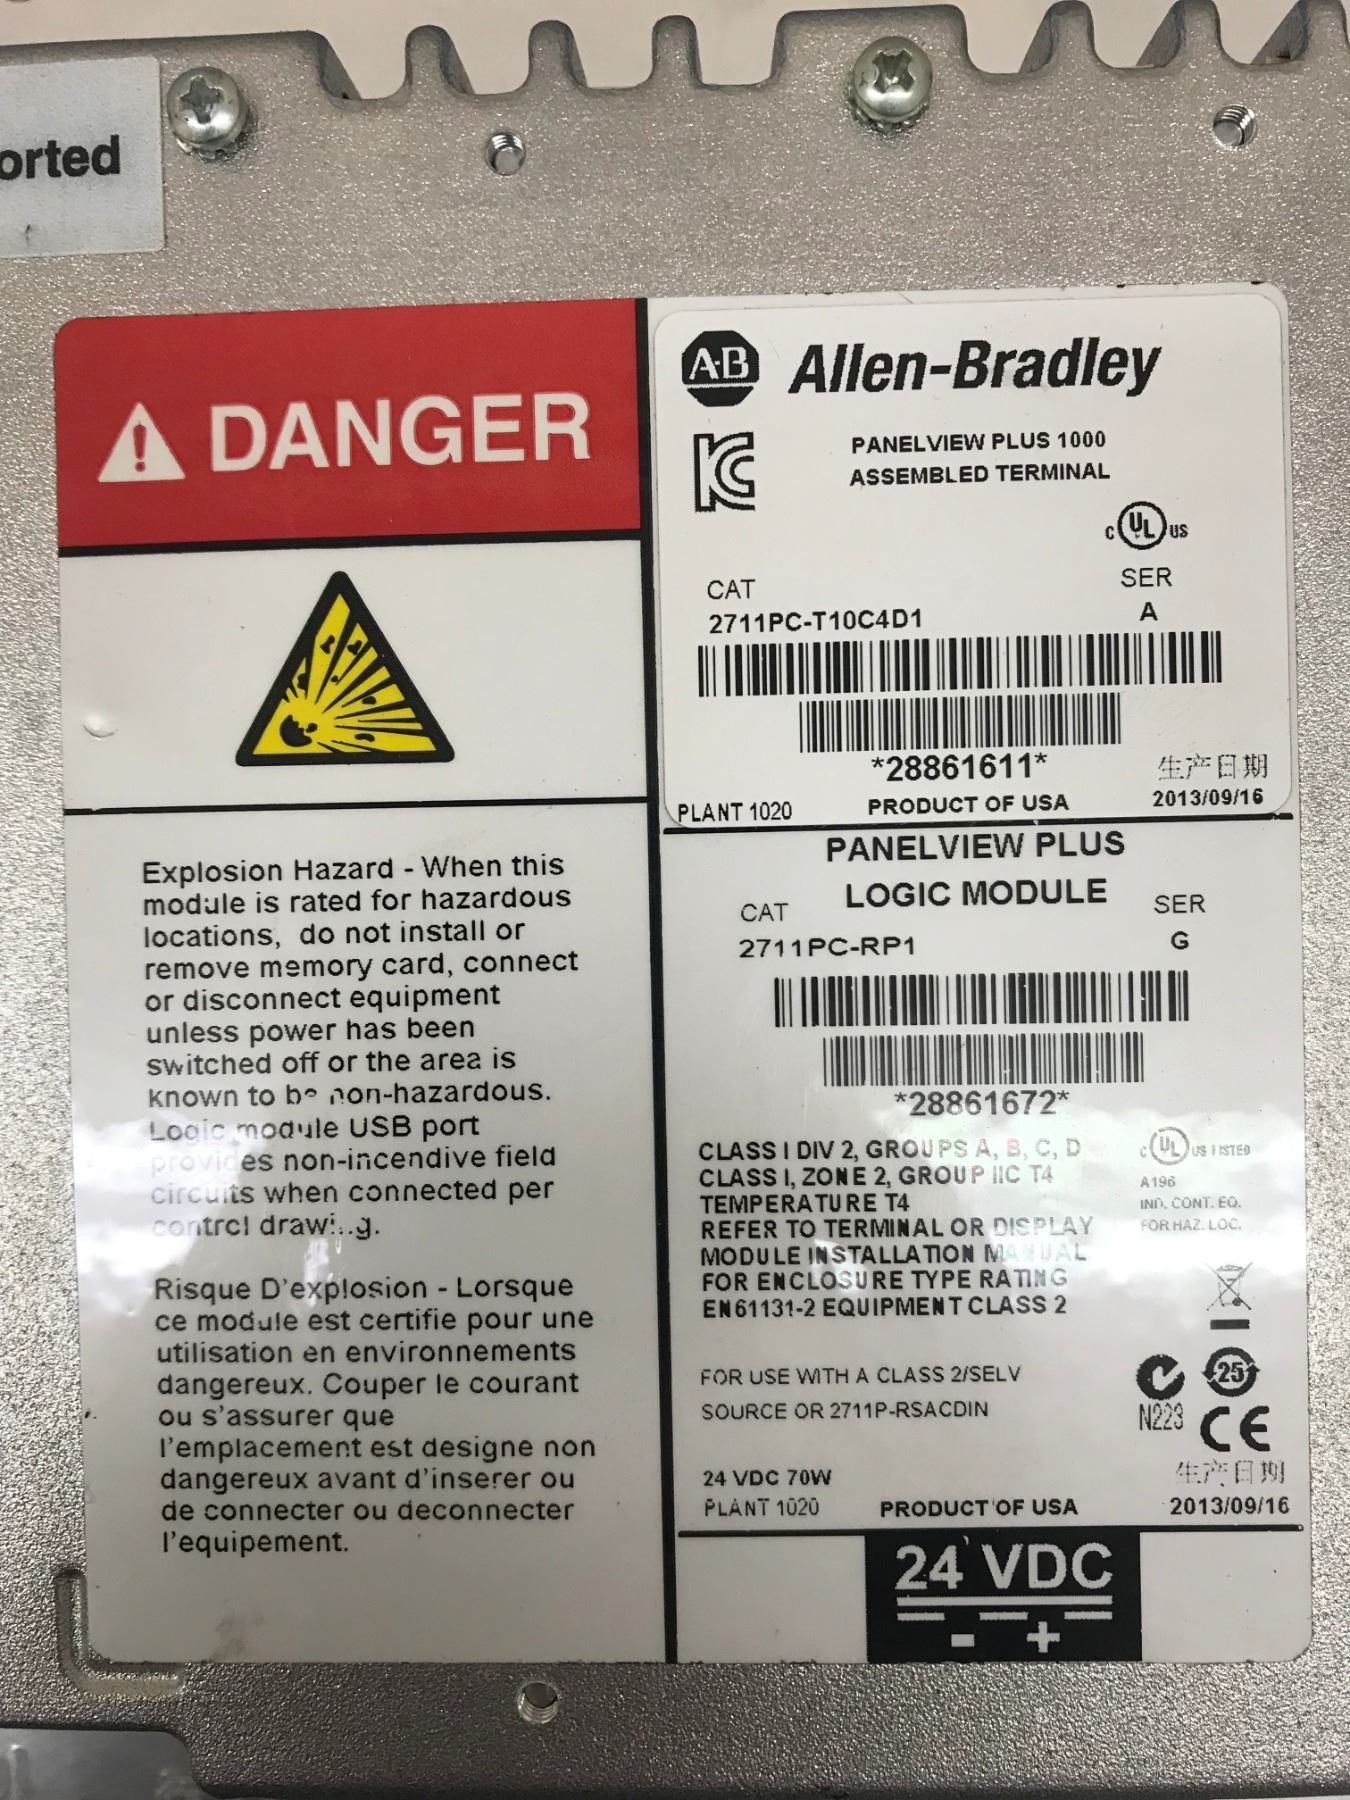 orted
DANGER
Explosion Hazard - When this
module is rated for hazardous
locations, do not install or
remove memory card, connect
or disconnect equipment
unless power has been
switched off or the area is
known to be non-hazardous.
Logic module USB port
provides non-incendive field
circuits when connected per
control drawing.
Risque D'explosion - Lorsque
ce module est certifie pour une
utilisation en environnements
dangereux. Couper le courant
ou s'assurer que
l'emplacement est designe non
dangereux avant d'inserer ou
de connecter ou deconnecter
l'equipement.
A-B Allen-Bradley
PANELVIEW PLUS 1000
ASSEMBLED TERMINAL
c UL US
CAT SER
2711PC-T10C4D1 A
*28861611*
生产日期
PLANT 1020 PRODUCT OF USA 2013/09/16
PANELVIEW PLUS
LOGIC MODULE
CAT SER
2711PC-RP1 G
*28861672*
CLASS I DIV 2, GROUPS A, B, C, D
CLASS I, ZONE 2, GROUP IIC T4
TEMPERATURE T4
REFER TO TERMINAL OR DISPLAY
MODULE INSTALLATION MANUAL
FOR ENCLOSURE TYPE RATING
EN61131-2 EQUIPMENT CLASS 2
c UL US LISTED
A196
IND. CONT. EQ.
FOR HAZ. LOC.
FOR USE WITH A CLASS 2/SELV
SOURCE OR 2711P-RSACDIN
25
N223
CE
24 VDC 70W
生产日期
PLANT 1020 PRODUCT OF USA 2013/09/16
24 VDC
- +